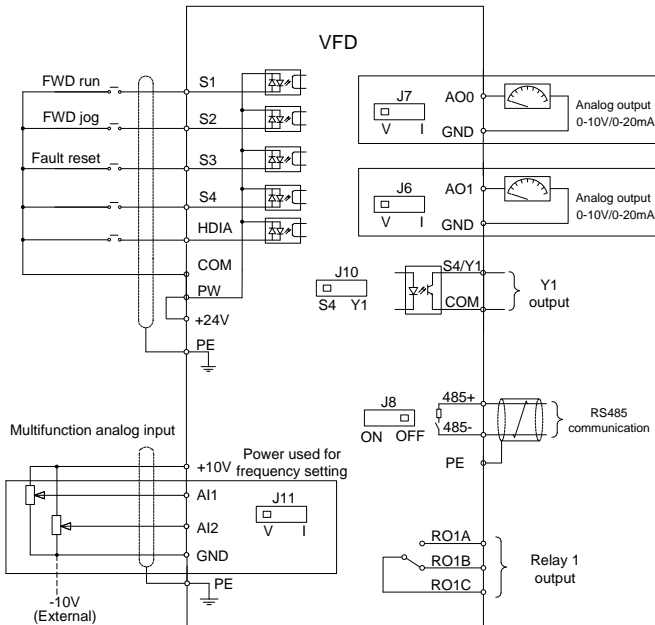 VFD
FWD run
S1
FWD jog
S2
Fault reset
S3
S4
HDIA
COM
PW
+24V
PE
J7
V I
AO0
GND
Analog output
0-10V/0-20mA
J6
V I
AO1
GND
Analog output
0-10V/0-20mA
J10
S4 Y1
S4/Y1
COM
Y1
output
J8
ON OFF
485+
485-
PE
RS485
communication
Multifunction analog input
Power used for
frequency setting
+10V
AI1
AI2
GND
PE
J11
V I
-10V
(External)
RO1A
RO1B
RO1C
Relay 1
output